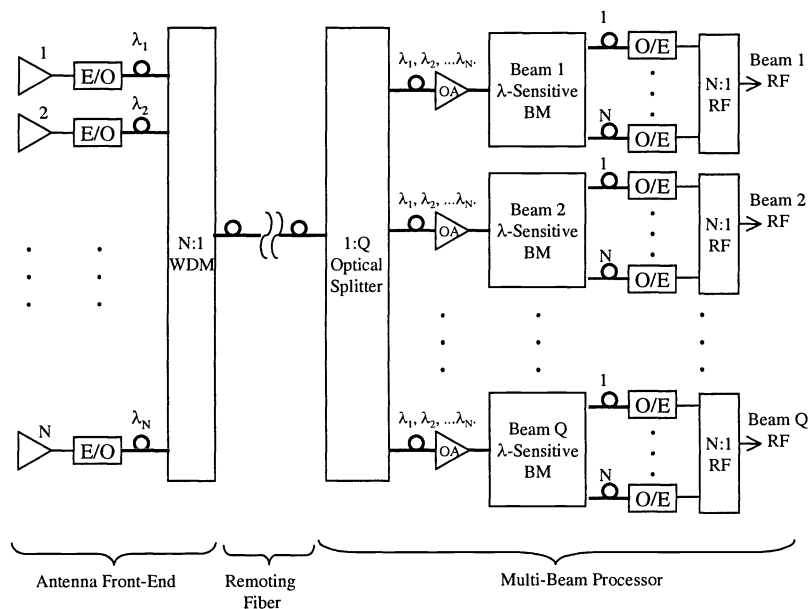 1
E/O
λ1
2
E/O
λ2
N
E/O
λN
N:1
WDM
1:Q
Optical
Splitter
λ1, λ2, ...λN.
OA
Beam 1
λ-Sensitive
BM
1
O/E
N
O/E
N:1
RF
Beam 1
RF
λ1, λ2, ...λN.
OA
Beam 2
λ-Sensitive
BM
1
O/E
N
O/E
N:1
RF
Beam 2
RF
λ1, λ2, ...λN.
OA
Beam Q
λ-Sensitive
BM
1
O/E
N
O/E
N:1
RF
Beam Q
RF
Antenna Front-End
Remoting
Fiber
Multi-Beam Processor